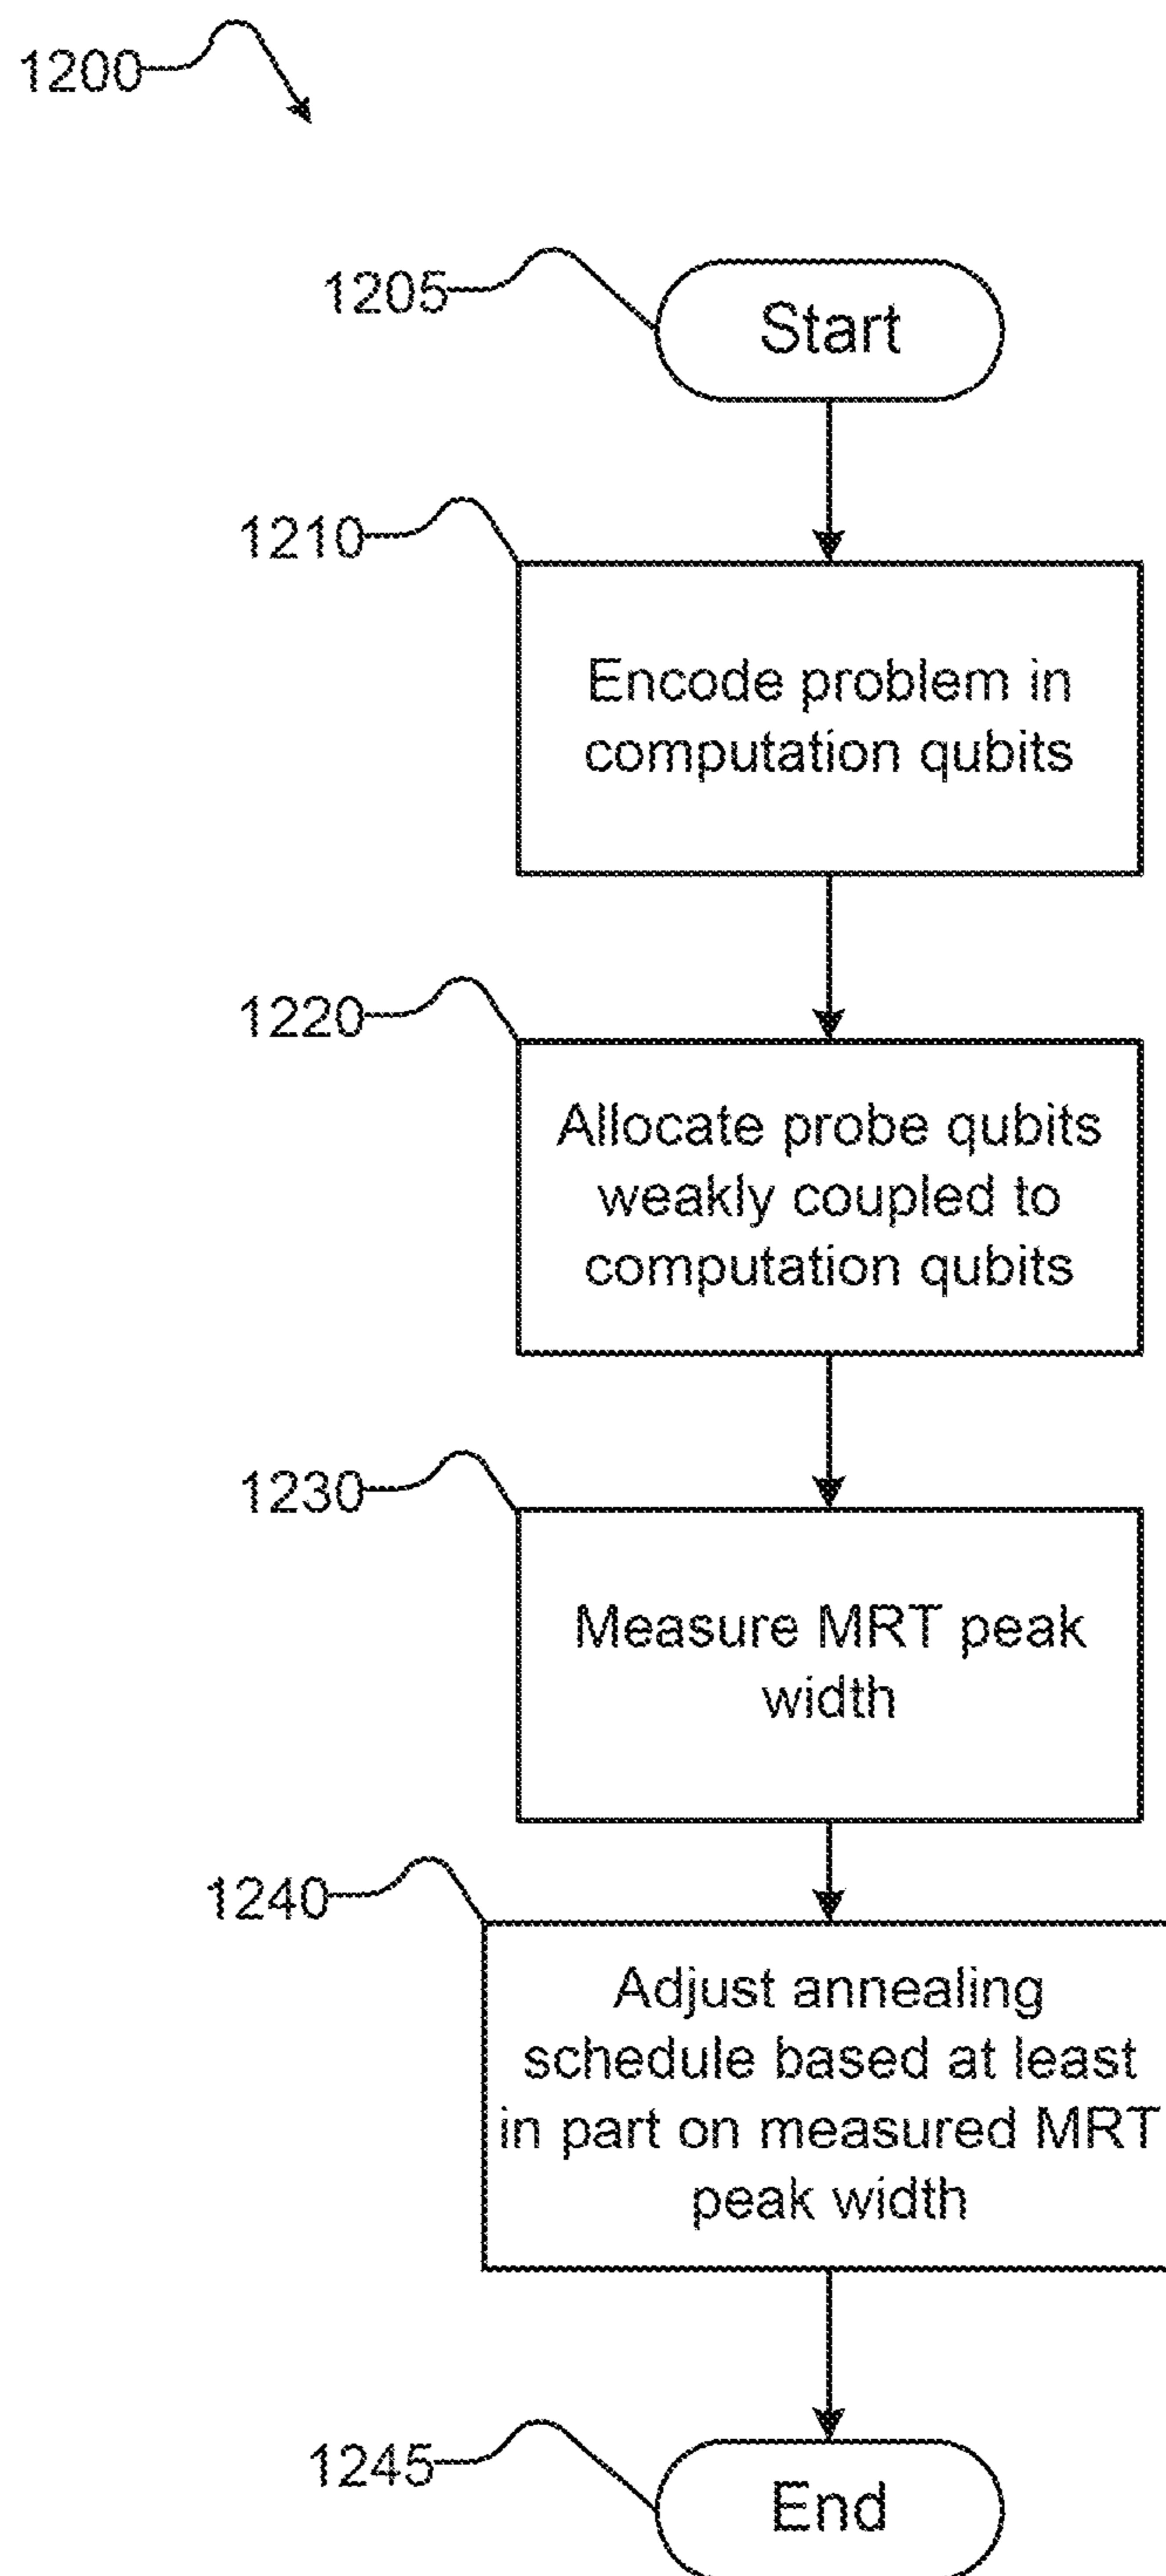 1200
1205
Start
1210
Encode problem in
computation qubits
1220
Allocate probe qubits
weakly coupled to
computation qubits
1230
Measure MRT peak
width
1240
Adjust annealing
schedule based at least
in part on measured MRT
peak width
1245
End